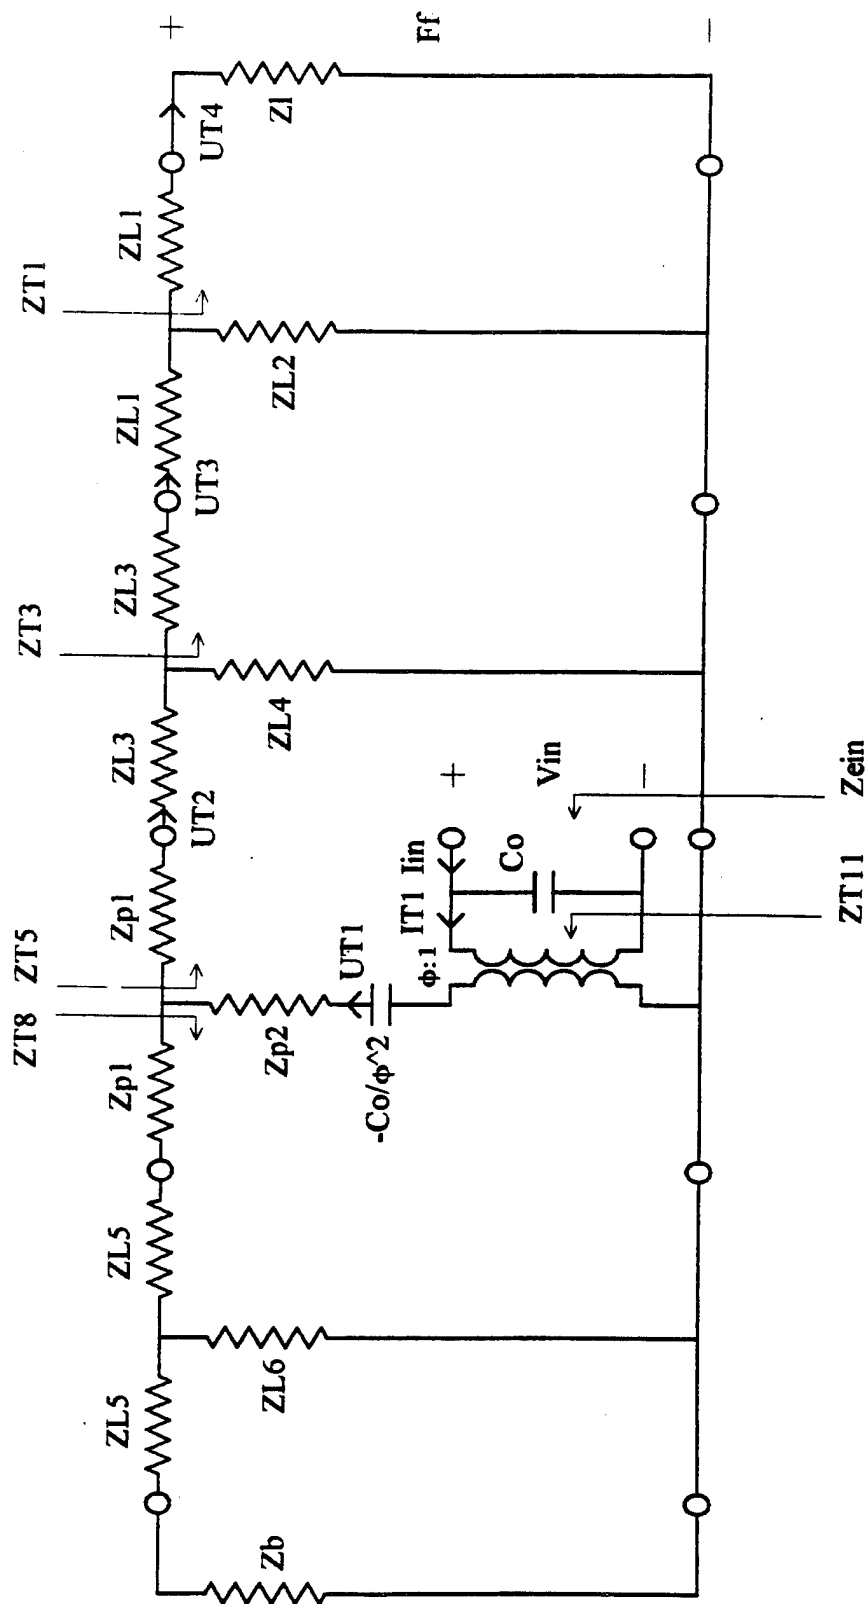 ZT8
ZT5
ZT3
ZT1
ZL5
ZL5
Zp1
Zp1
ZL3
ZL3
ZL1
ZL1
UT2
UT3
UT4
+
Zb
ZL6
Zp2
ZL4
ZL2
Zl
Ff
-Co/ϕ^2
UT1
ϕ:1
IT1
Iin
+
Co
Vin
−
−
ZT11
Zein